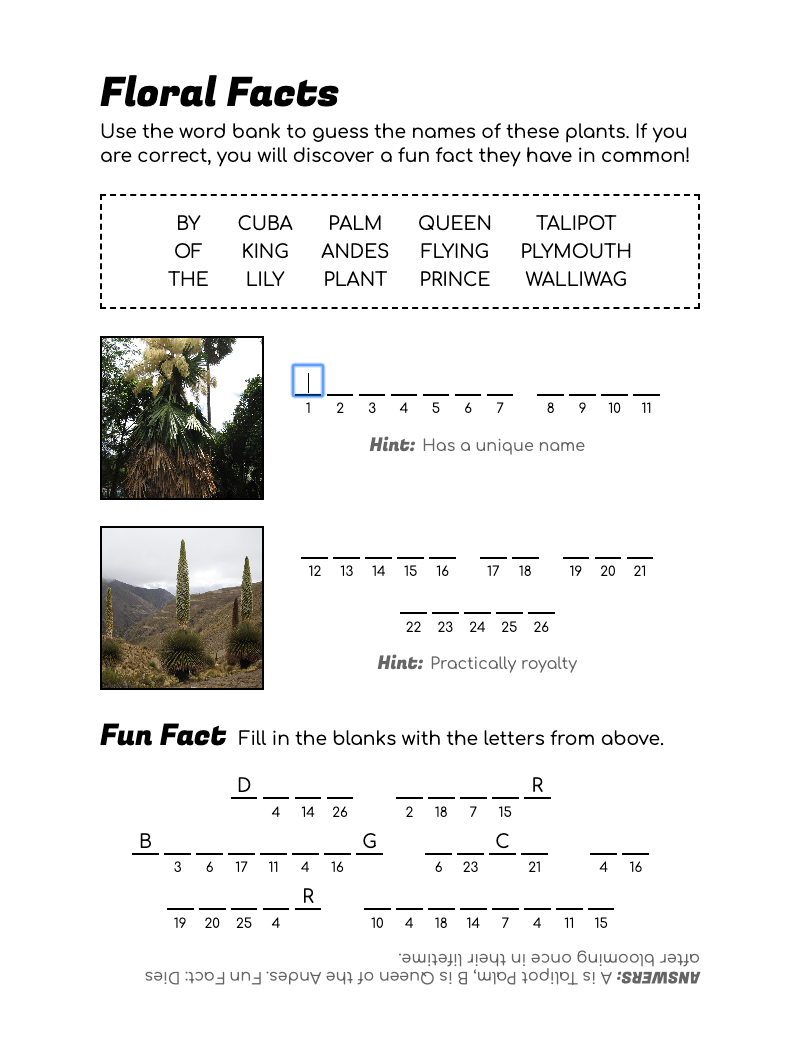 Floral Facts
Use the word bank to guess the names of these plants. If you
are correct, you will discover a fun fact they have in common!
BY CUBA PALM QUEEN TALIPOT
OF KING ANDES FLYING PLYMOUTH
THE LILY PLANT PRINCE WALLIWAG
1 2 3 4 5 6 7 8 9 10 11
Hint: Has a unique name
12 13 14 15 16 17 18 19 20 21
22 23 24 25 26
Hint: Practically royalty
Fun Fact Fill in the blanks with the letters from above.
D R
4 14 26 2 18 7 15
B G C
3 6 17 11 4 16 6 23 21 4 16
R
19 20 25 4 10 4 18 14 7 4 11 15
ANSWERS: A is Talipot Palm, B is Queen of the Andes. Fun Fact: Dies
after blooming once in their lifetime.